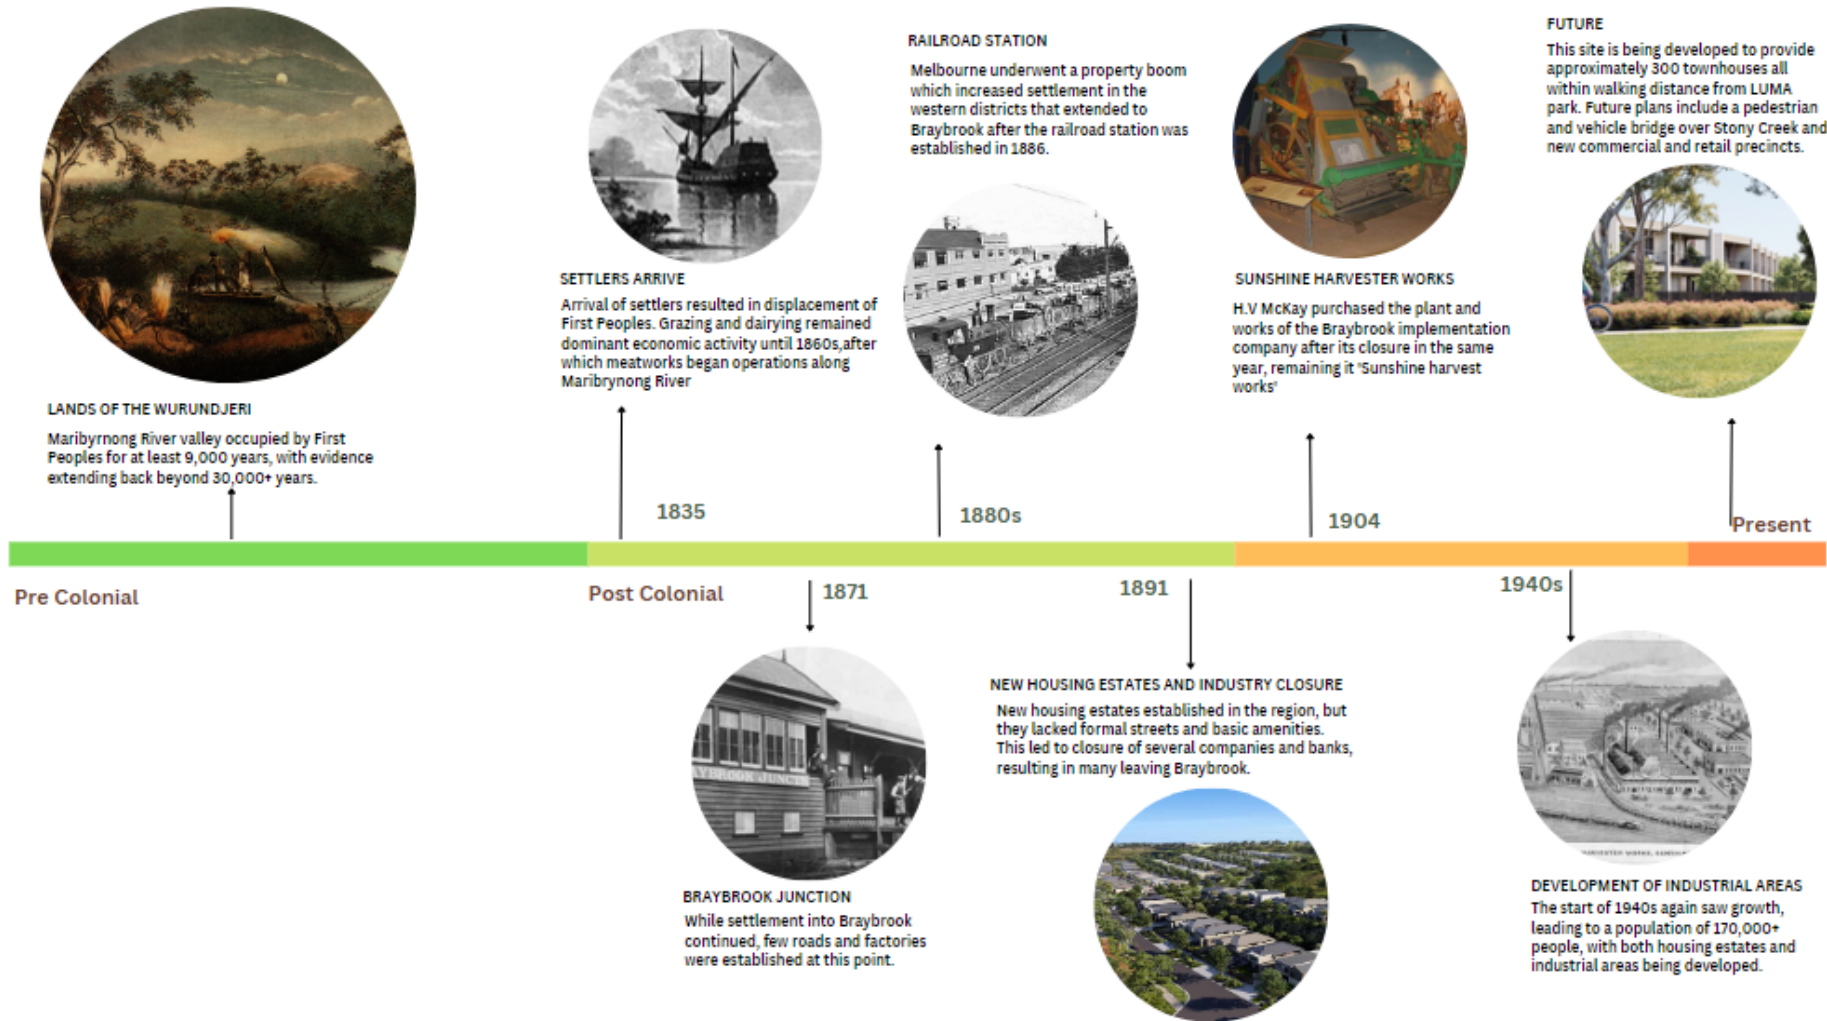 LANDS OF THE WURUNDJERI
Maribyrnong River valley occupied by First
Peoples for at least 9,000 years, with evidence
extending back beyond 30,000+ years.
SETTLERS ARRIVE
Arrival of settlers resulted in displacement of
First Peoples. Grazing and dairying remained
dominant economic activity until 1860s,after
which meatworks began operations along
Maribrynong River
RAILROAD STATION
Melbourne underwent a property boom
which increased settlement in the
western districts that extended to
Braybrook after the railroad station was
established in 1886.
SUNSHINE HARVESTER WORKS
H.V McKay purchased the plant and
works of the Braybrook implementation
company after its closure in the same
year, remaining it 'Sunshine harvest
works'
FUTURE
This site is being developed to provide
approximately 300 townhouses all
within walking distance from LUMA
park. Future plans include a pedestrian
and vehicle bridge over Stony Creek and
new commercial and retail precincts.
1835
1880s
1904
Present
Pre Colonial
Post Colonial
1871
1891
1940s
YBROOK JUNCT
BRAYBROOK JUNCTION
While settlement into Braybrook
continued, few roads and factories
were established at this point.
NEW HOUSING ESTATES AND INDUSTRY CLOSURE
New housing estates established in the region, but
they lacked formal streets and basic amenities.
This led to closure of several companies and banks,
resulting in many leaving Braybrook.
HARVESTER WORKS,
DEVELOPMENT OF INDUSTRIAL AREAS
The start of 1940s again saw growth,
leading to a population of 170,000+
people, with both housing estates and
industrial areas being developed.